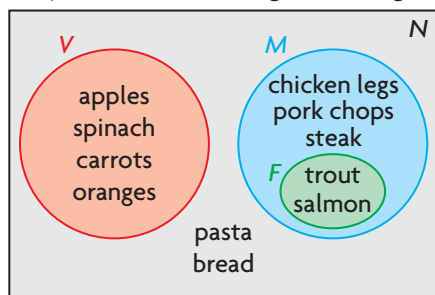 N
V
apples
spinach
carrots
oranges
M
chicken legs
pork chops
steak
F
trout
salmon
pasta
bread